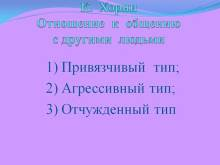 К. Хорни
Отношение к общению
с другими людьми
1) Привязчивый тип;
2) Агрессивный тип;
3) Отчужденный тип